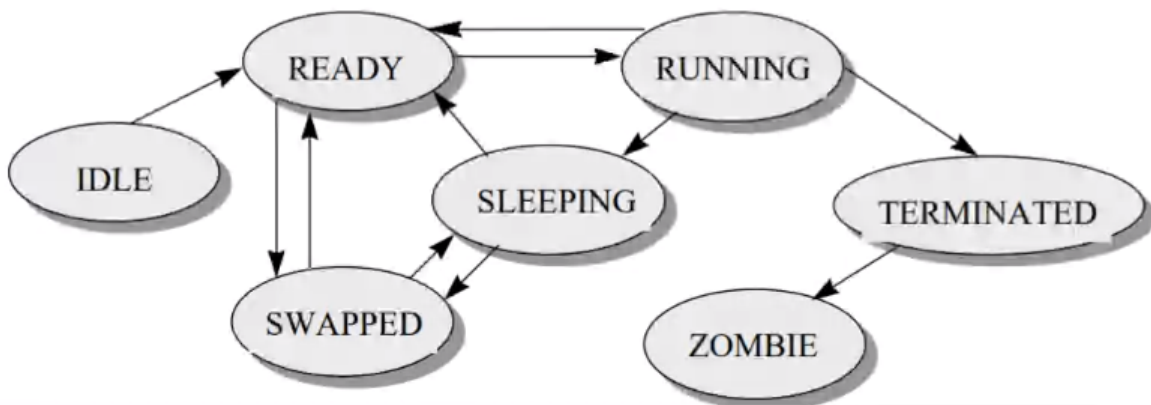 READY
RUNNING
IDLE
SLEEPING
TERMINATED
SWAPPED
ZOMBIE